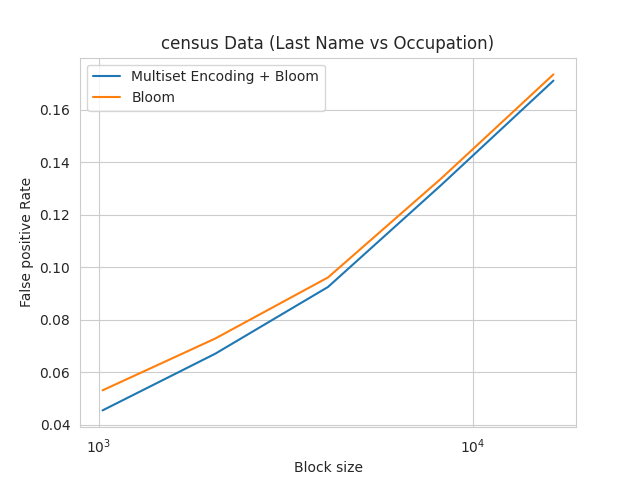 census Data (Last Name vs Occupation)
Multiset Encoding + Bloom
Bloom
False positive Rate
0.16
0.14
0.12
0.10
0.08
0.06
0.04
10³
10⁴
Block size